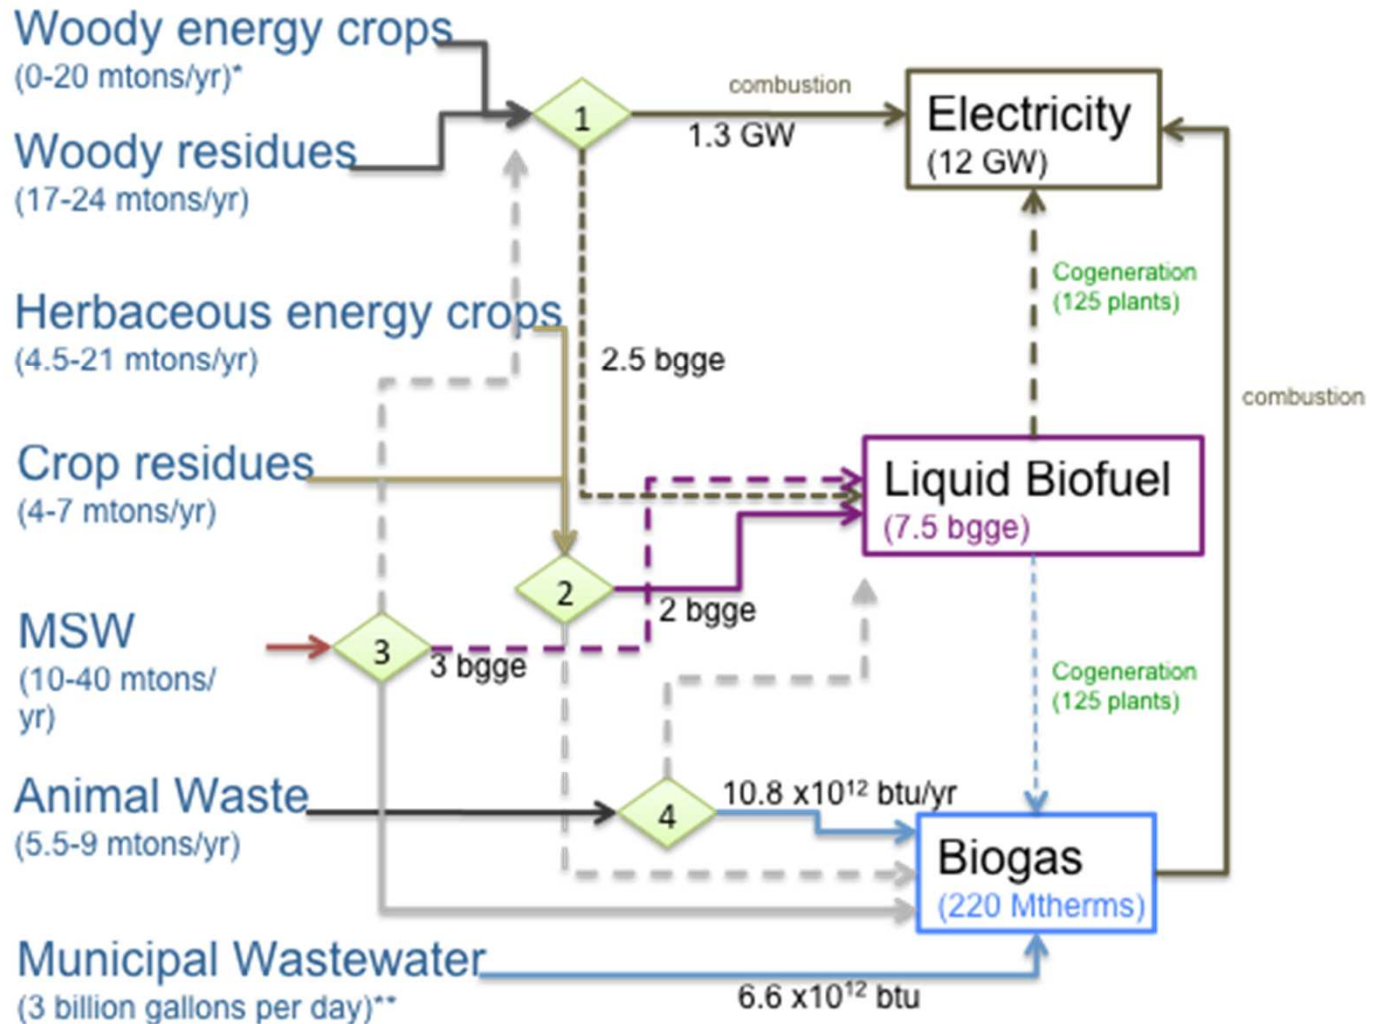 Woody energy crops
(0-20 mtons/yr)*
combustion
Electricity
(12 GW)
1
1.3 GW
Woody residues
(17-24 mtons/yr)
Cogeneration
(125 plants)
Herbaceous energy crops
(4.5-21 mtons/yr)
2.5 bgge
combustion
Crop residues
(4-7 mtons/yr)
Liquid Biofuel
(7.5 bgge)
2
2 bgge
MSW
(10-40 mtons/
yr)
3
3 bgge
Cogeneration
(125 plants)
Animal Waste
(5.5-9 mtons/yr)
4
10.8 x10¹² btu/yr
Biogas
(220 Mtherms)
Municipal Wastewater
(3 billion gallons per day)**
6.6 x10¹² btu